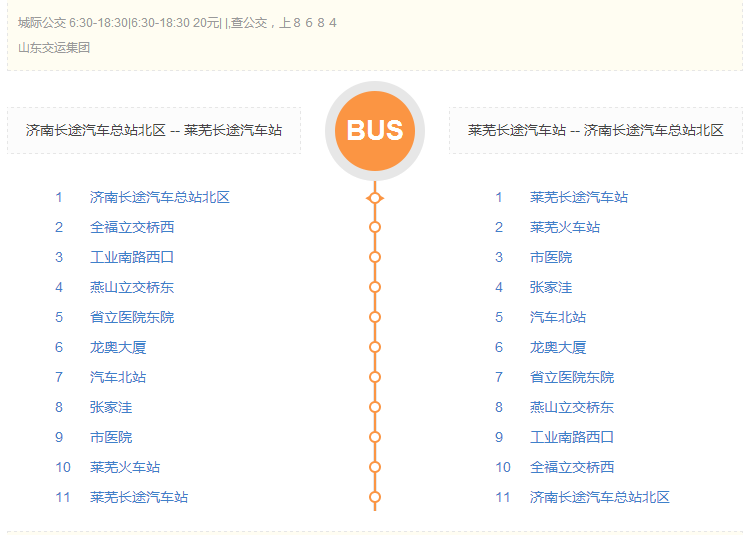 城际公交 6:30-18:30|6:30-18:30 20元| |,查公交，上８６８４
山东交运集团
济南长途汽车总站北区 -- 莱芜长途汽车站
BUS
莱芜长途汽车站 -- 济南长途汽车总站北区
1 济南长途汽车总站北区
2 全福立交桥西
3 工业南路西口
4 燕山立交桥东
5 省立医院东院
6 龙奥大厦
7 汽车北站
8 张家洼
9 市医院
10 莱芜火车站
11 莱芜长途汽车站
1 莱芜长途汽车站
2 莱芜火车站
3 市医院
4 张家洼
5 汽车北站
6 龙奥大厦
7 省立医院东院
8 燕山立交桥东
9 工业南路西口
10 全福立交桥西
11 济南长途汽车总站北区